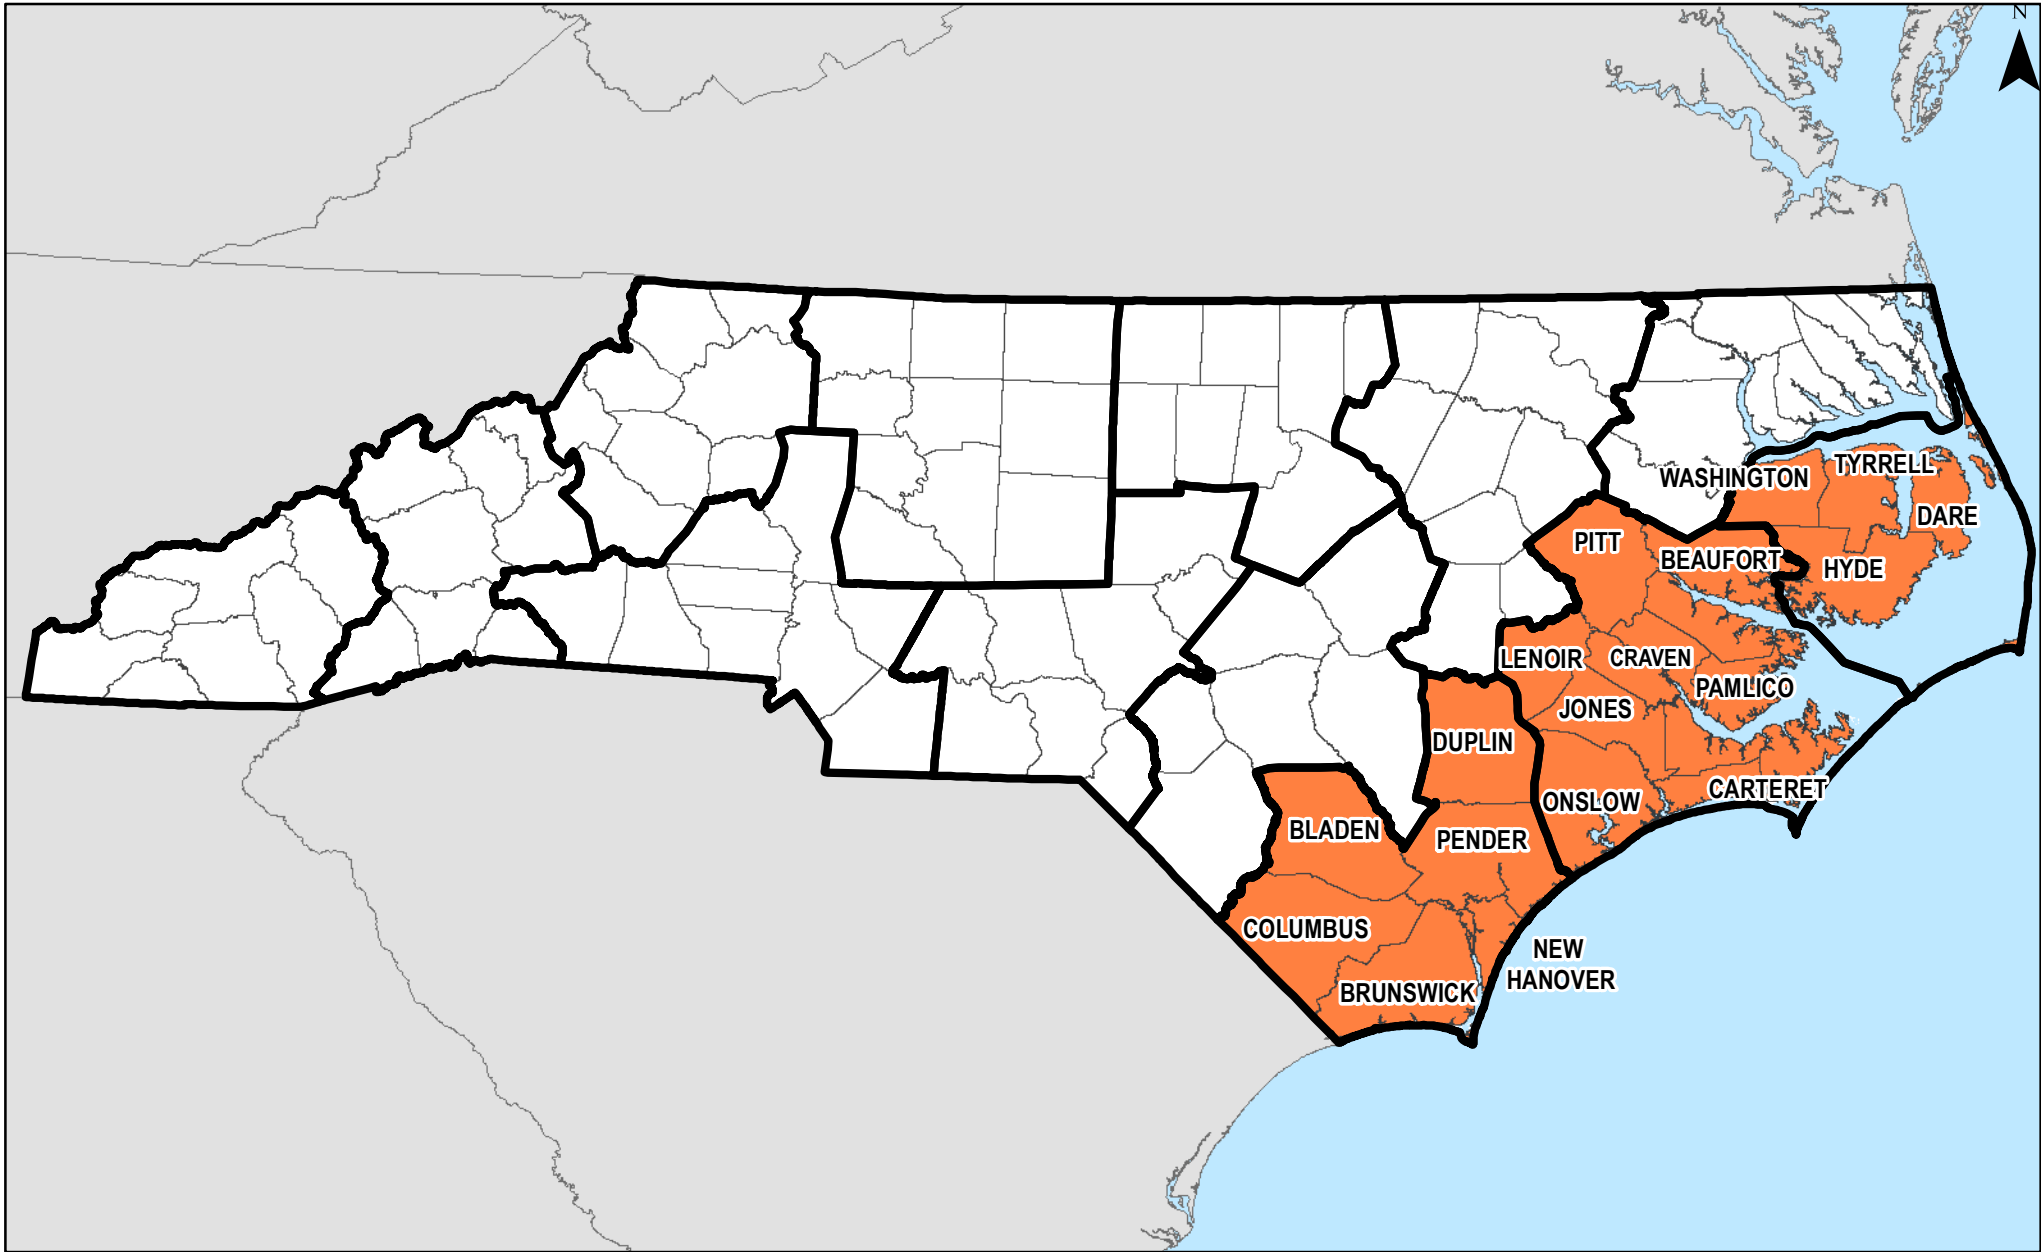 N
TYRRELL
WASHINGTON
DARE
PITT
BEAUFORT
HYDE
LENOIR
CRAVEN
PAMLICO
JONES
DUPLIN
CARTERET
ONSLOW
BLADEN
PENDER
COLUMBUS
NEW
HANOVER
BRUNSWICK